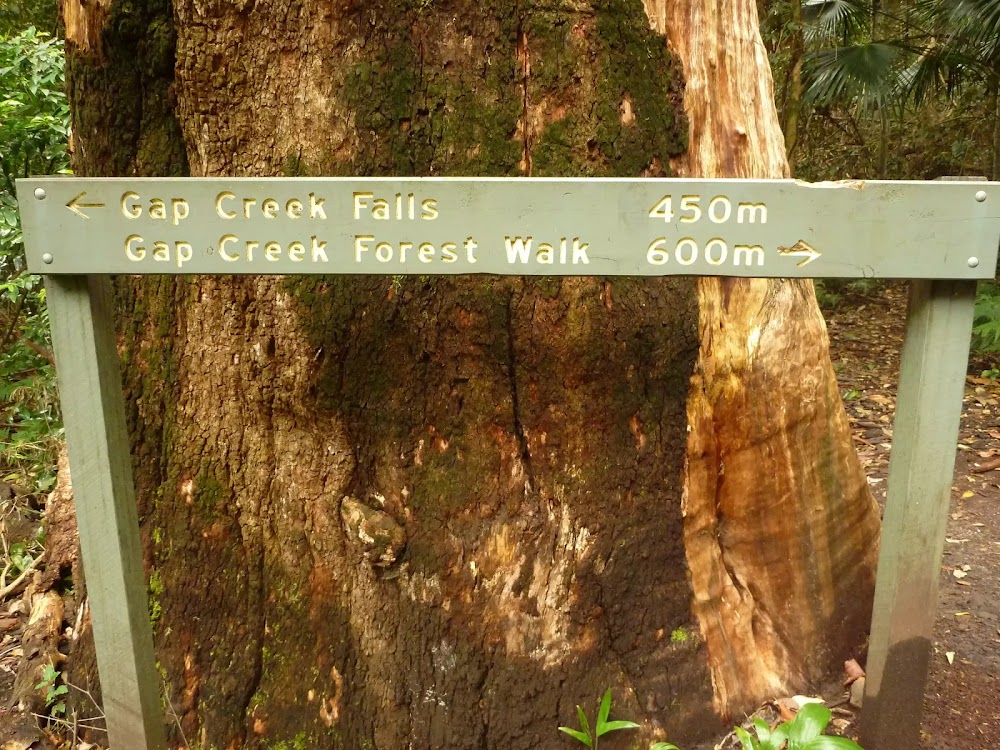 ← Gap Creek Falls 450m
Gap Creek Forest Walk 600m →